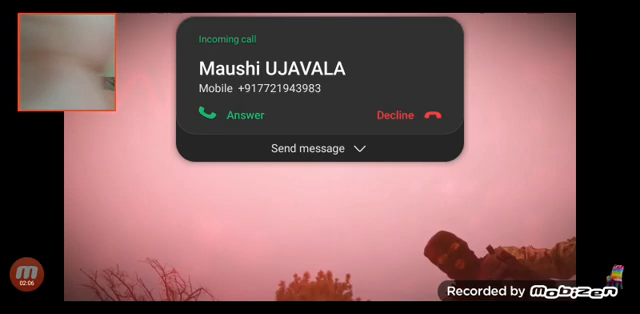 Incoming call
Maushi UJAVALA
Mobile +917721943983
Answer
Decline
Send message
02:06
Recorded by mobizen